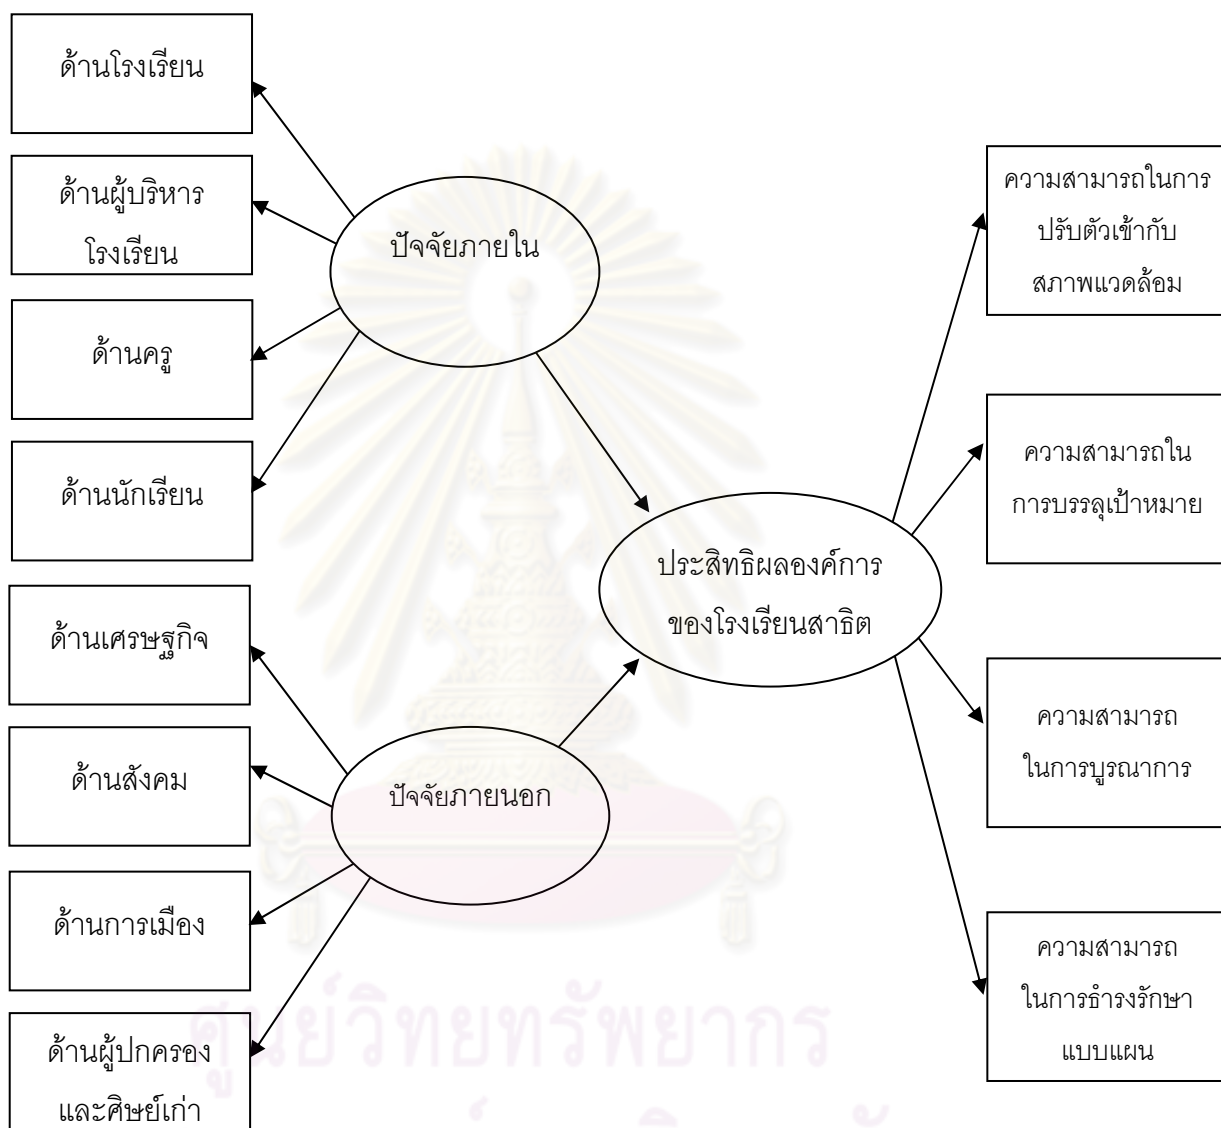 ด้านโรงเรียน
ด้านผู้บริหาร
โรงเรียน
ด้านครู
ด้านนักเรียน
ปัจจัยภายใน
ด้านเศรษฐกิจ
ด้านสังคม
ด้านการเมือง
ด้านผู้ปกครอง
และศิษย์เก่า
ปัจจัยภายนอก
ประสิทธิผลองค์การ
ของโรงเรียนสาธิต
ความสามารถในการ
ปรับตัวเข้ากับ
สภาพแวดล้อม
ความสามารถใน
การบรรลุเป้าหมาย
ความสามารถ
ในการบูรณาการ
ความสามารถ
ในการธำรงรักษา
แบบแผน
ศูนย์วิทยทรัพยากร